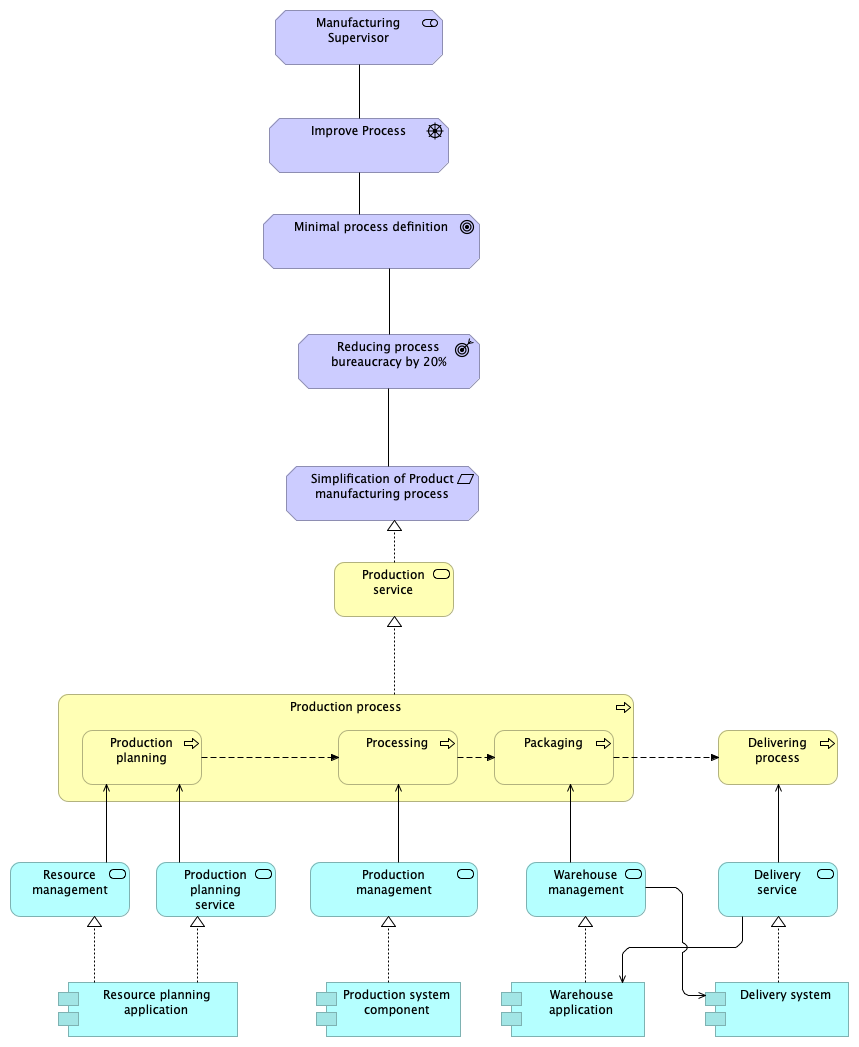 Manufacturing
Supervisor
Improve Process
Minimal process definition
Reducing process
bureaucracy by 20%
Simplification of Product
manufacturing process
Production
service
Production process
Production
planning
Processing
Packaging
Delivering
process
Resource
management
Production
planning
service
Production
management
Warehouse
management
Delivery
service
Resource planning
application
Production system
component
Warehouse
application
Delivery system